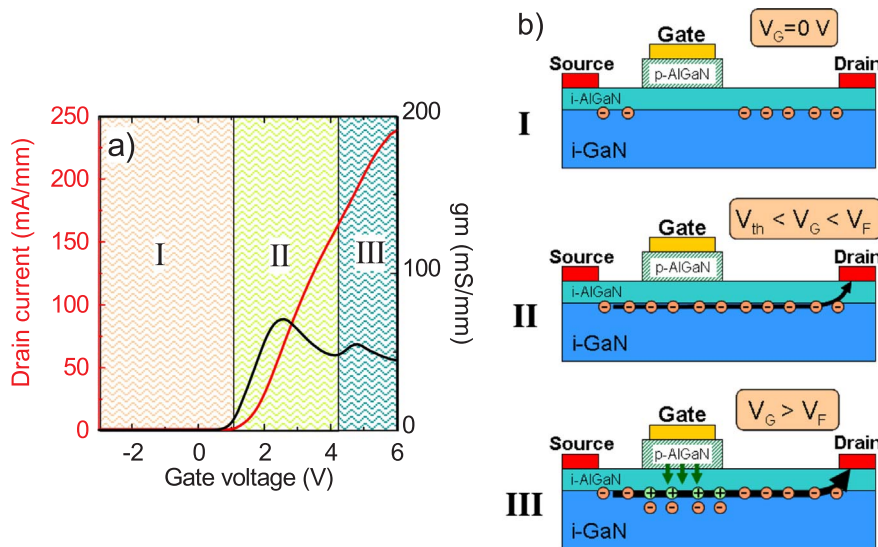 a)
Drain current (mA/mm)
250
200
150
100
50
0
I
II
III
200
100
0
gm (mS/mm)
-2
0
2
4
6
Gate voltage (V)
b)
V_G=0 V
Gate
Source
p-AlGaN
Drain
i-AlGaN
I
i-GaN
V_th < V_G < V_F
Gate
Source
p-AlGaN
Drain
i-AlGaN
II
i-GaN
V_G > V_F
Gate
Source
p-AlGaN
Drain
i-AlGaN
III
i-GaN